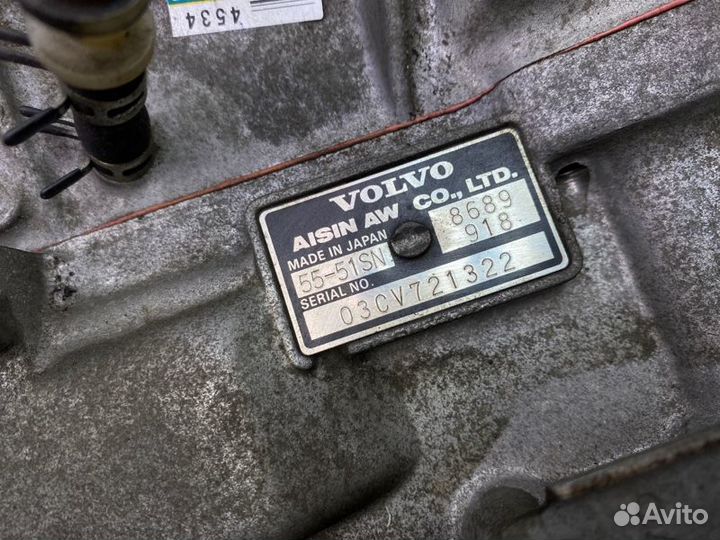 4534
VOLVO
AISIN AW CO., LTD.
MADE IN JAPAN
8689
918
55-51SN
SERIAL NO.
03CV721322
Avito